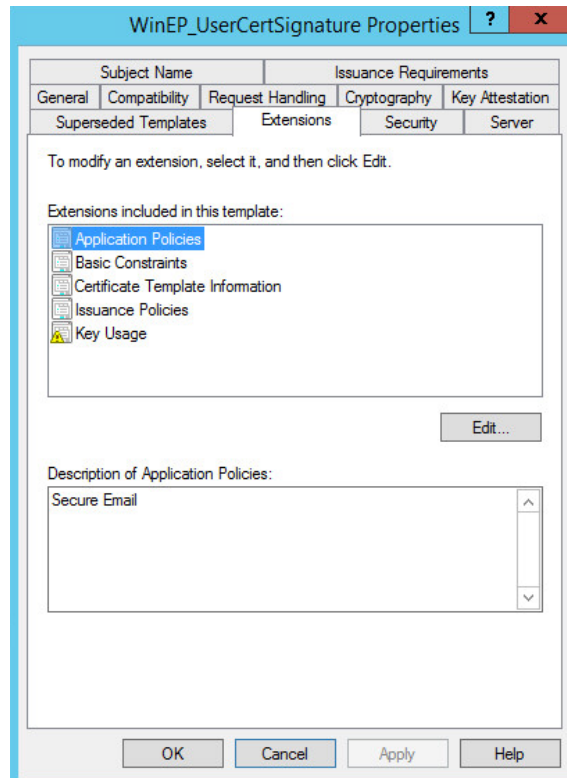 WinEP_UserCertSignature Properties ? x
Subject Name Issuance Requirements
General Compatibility Request Handling Cryptography Key Attestation
Superseded Templates Extensions Security Server
To modify an extension, select it, and then click Edit.
Extensions included in this template:
Application Policies
Basic Constraints
Certificate Template Information
Issuance Policies
Key Usage
Edit...
Description of Application Policies:
Secure Email
OK Cancel Apply Help